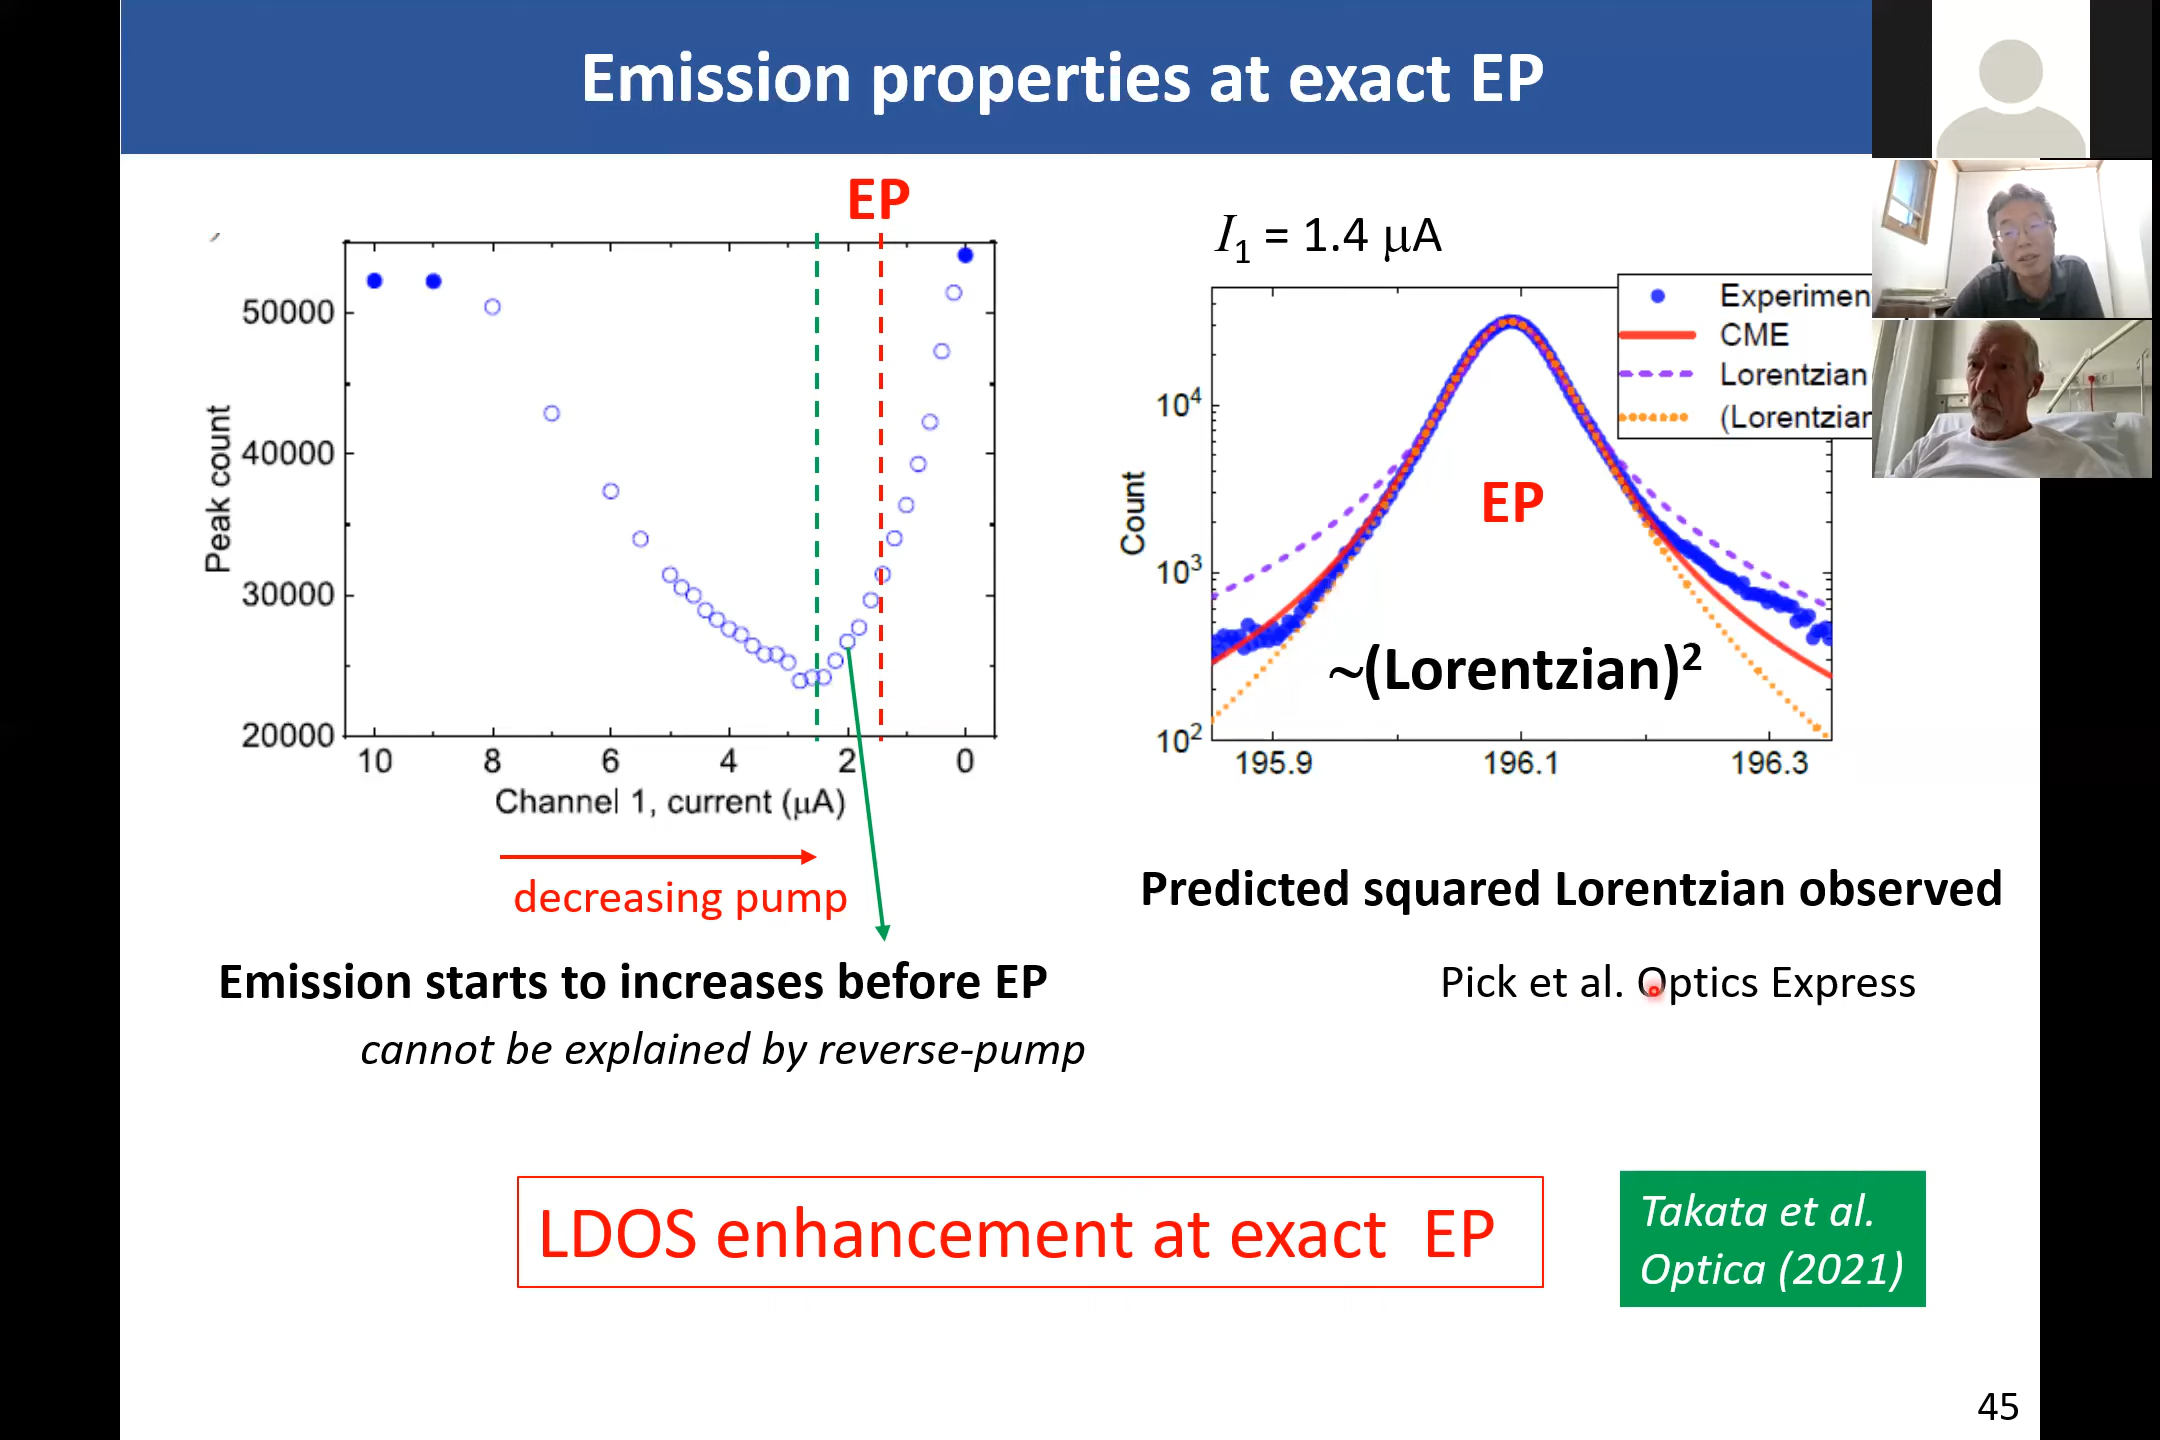 Emission properties at exact EP
EP
50000
40000
30000
20000
Peak count
10 8 6 4 2 0
Channel 1, current (μA)
decreasing pump
Emission starts to increases before EP
cannot be explained by reverse-pump
I1 = 1.4 μA
Experimen
CME
Lorentzian
(Lorentzian
10⁴
10³
10²
Count
EP
~(Lorentzian)²
195.9 196.1 196.3
Predicted squared Lorentzian observed
Pick et al. Optics Express
LDOS enhancement at exact EP
Takata et al.
Optica (2021)
45